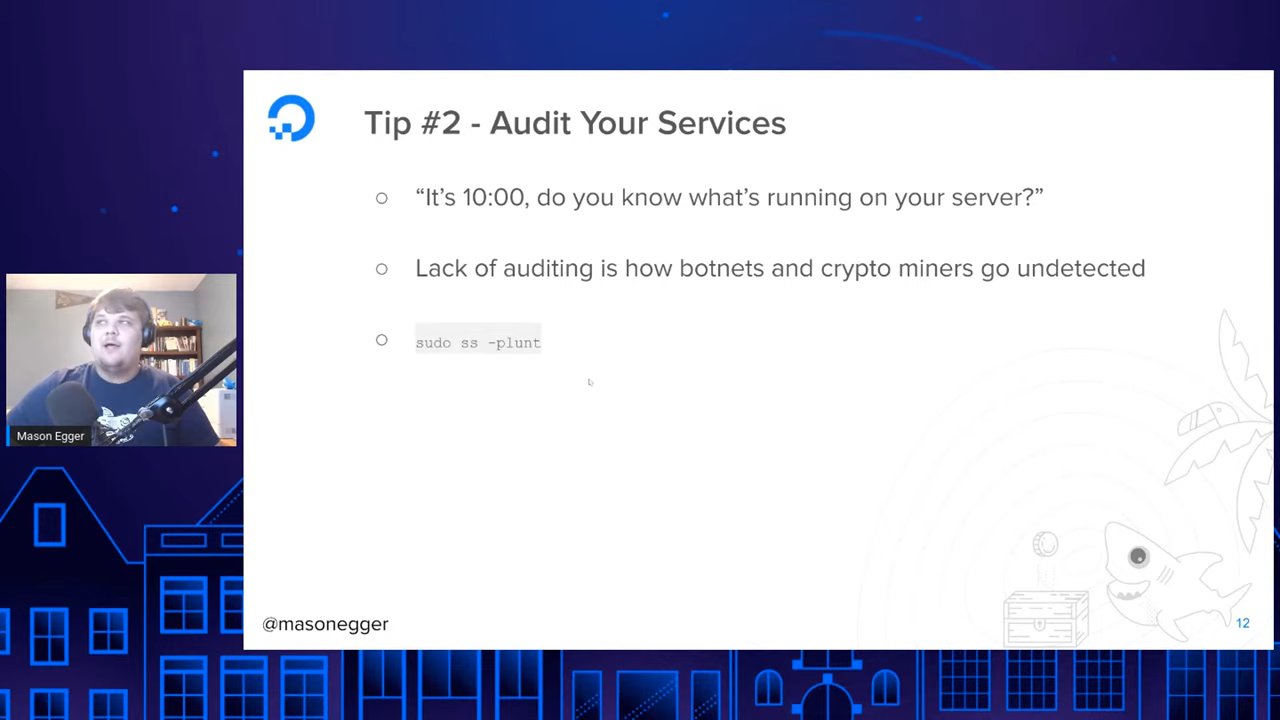 Tip #2 - Audit Your Services
“It’s 10:00, do you know what’s running on your server?”
Lack of auditing is how botnets and crypto miners go undetected
sudo ss -plunt
Mason Egger
@masonegger
12